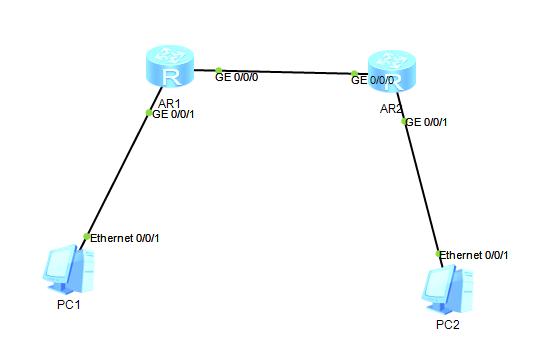 R
R
GE 0/0/0
GE 0/0/0
AR1
AR2
GE 0/0/1
GE 0/0/1
Ethernet 0/0/1
Ethernet 0/0/1
PC1
PC2